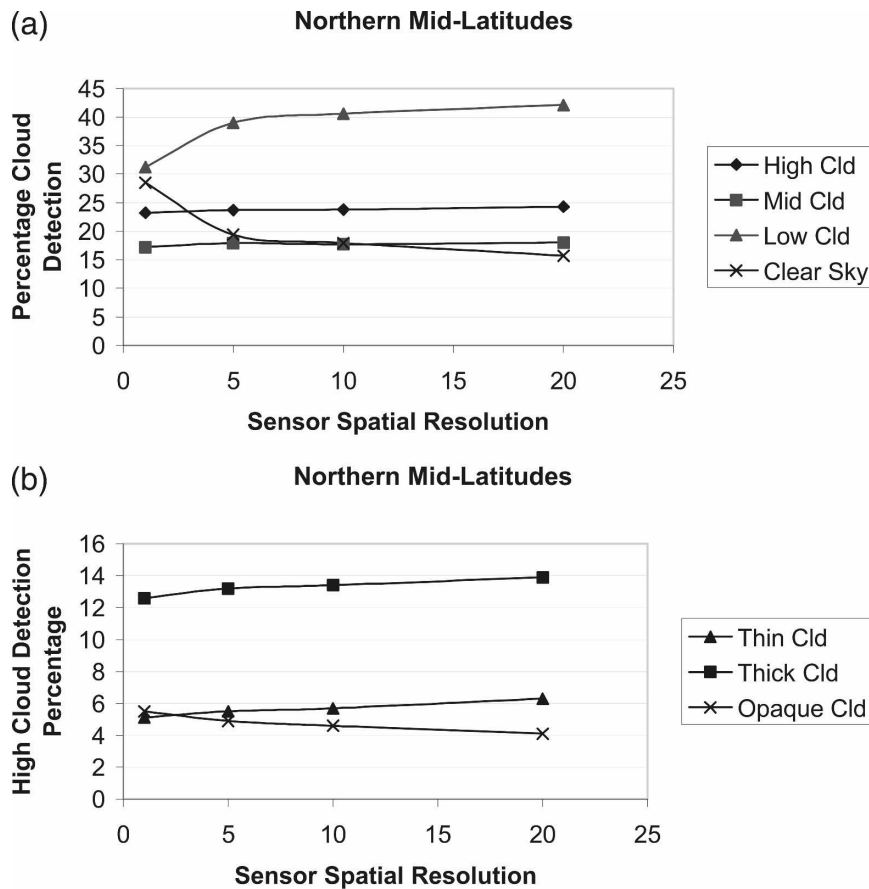 (a)
Northern Mid-Latitudes
Percentage Cloud
Detection
45
40
35
30
25
20
15
10
5
0
0 5 10 15 20 25
Sensor Spatial Resolution
High Cld
Mid Cld
Low Cld
Clear Sky
(b)
Northern Mid-Latitudes
High Cloud Detection
Percentage
16
14
12
10
8
6
4
2
0
0 5 10 15 20 25
Sensor Spatial Resolution
Thin Cld
Thick Cld
Opaque Cld